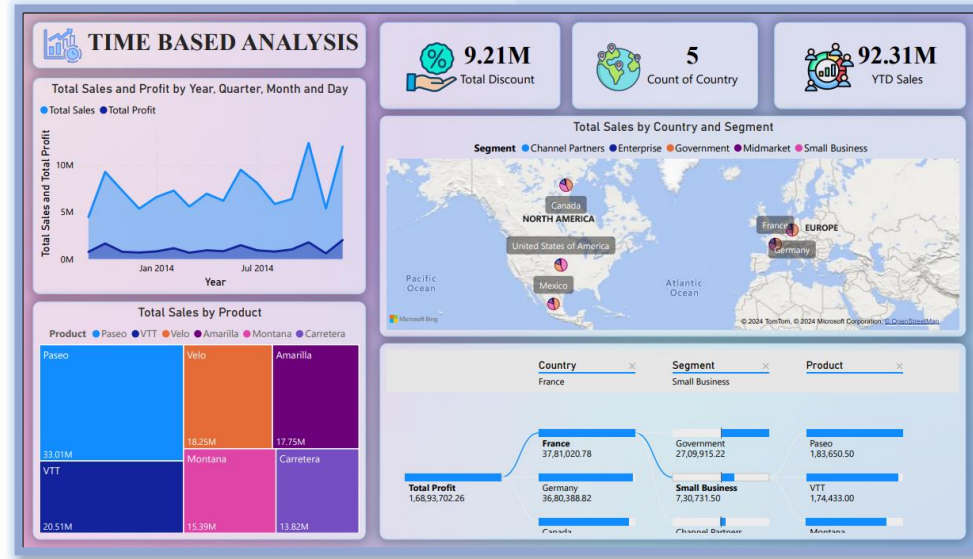 TIME BASED ANALYSIS
9.21M
Total Discount
5
Count of Country
92.31M
YTD Sales
Total Sales and Profit by Year, Quarter, Month and Day
Total Sales Total Profit
Total Sales and Total Profit
10M
5M
0M
Jan 2014 Jul 2014
Year
Total Sales by Country and Segment
Segment Channel Partners Enterprise Government Midmarket Small Business
Canada
NORTH AMERICA
United States of America
Mexico
France
EUROPE
Germany
Pacific
Ocean
Atlantic
Ocean
Microsoft Bing
© 2024 TomTom, © 2024 Microsoft Corporation, © OpenStreetMap
Total Sales by Product
Product Paseo VTT Velo Amarilla Montana Carretera
Paseo
33.01M
VTT
20.51M
Velo
18.25M
Amarilla
17.75M
Montana
15.39M
Carretera
13.82M
Country Segment Product
France Small Business
Total Profit
1,68,93,702.26
France
37,81,020.78
Germany
36,80,388.82
Canada
Government
27,09,915.22
Small Business
7,30,731.50
Channel Partners
Paseo
1,83,650.50
VTT
1,74,433.00
Montana